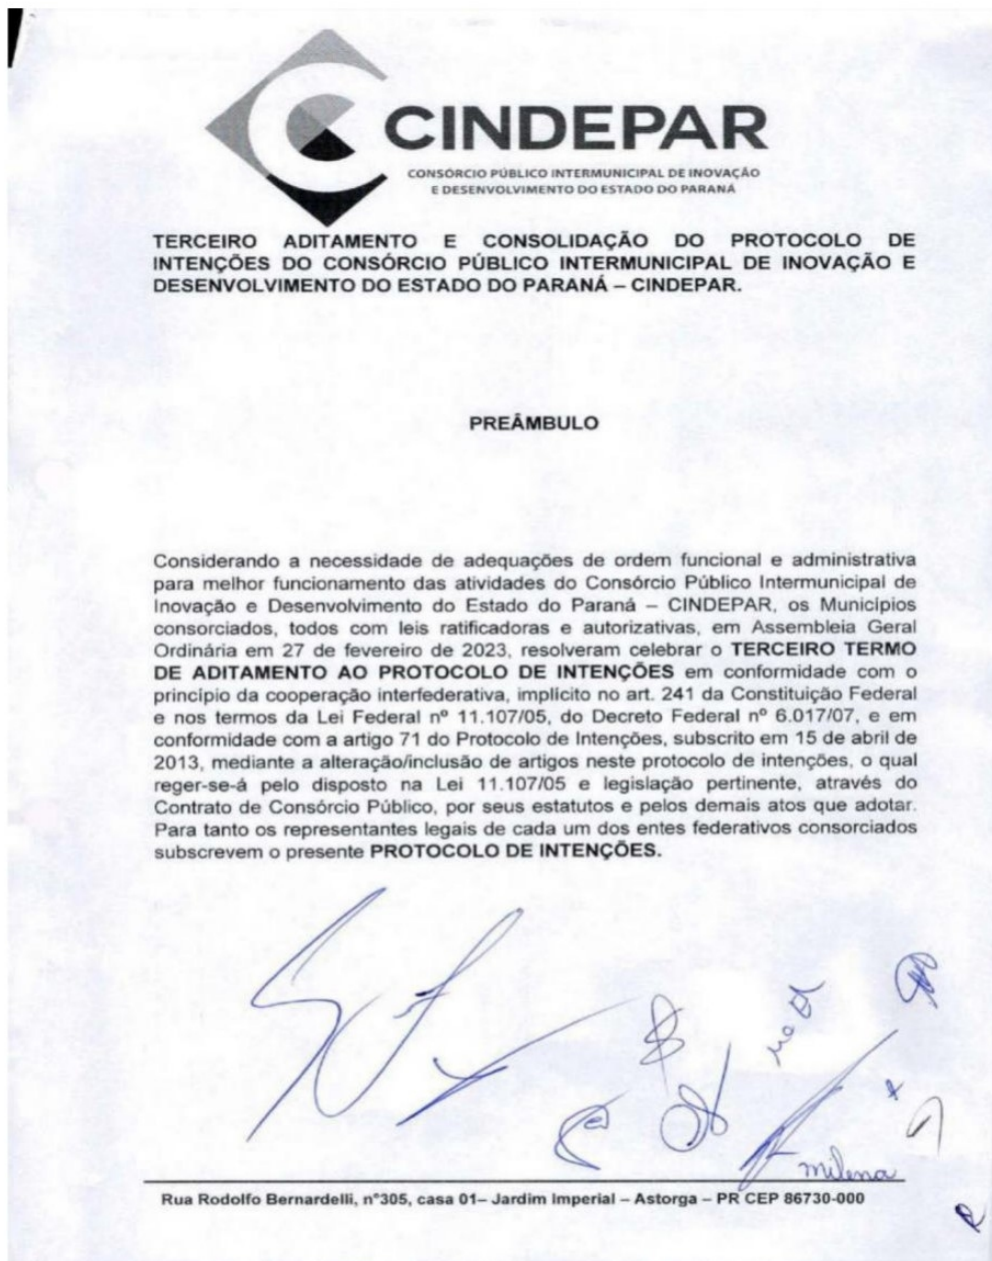 CINDEPAR
CONSÓRCIO PÚBLICO INTERMUNICIPAL DE INOVAÇÃO
E DESENVOLVIMENTO DO ESTADO DO PARANÁ
TERCEIRO ADITAMENTO E CONSOLIDAÇÃO DO PROTOCOLO DE
INTENÇÕES DO CONSÓRCIO PÚBLICO INTERMUNICIPAL DE INOVAÇÃO E
DESENVOLVIMENTO DO ESTADO DO PARANÁ – CINDEPAR.
PREÂMBULO
Considerando a necessidade de adequações de ordem funcional e administrativa
para melhor funcionamento das atividades do Consórcio Público Intermunicipal de
Inovação e Desenvolvimento do Estado do Paraná – CINDEPAR, os Municípios
consorciados, todos com leis ratificadoras e autorizativas, em Assembleia Geral
Ordinária em 27 de fevereiro de 2023, resolveram celebrar o TERCEIRO TERMO
DE ADITAMENTO AO PROTOCOLO DE INTENÇÕES em conformidade com o
princípio da cooperação interfederativa, implícito no art. 241 da Constituição Federal
e nos termos da Lei Federal nº 11.107/05, do Decreto Federal nº 6.017/07, e em
conformidade com a artigo 71 do Protocolo de Intenções, subscrito em 15 de abril de
2013, mediante a alteração/inclusão de artigos neste protocolo de intenções, o qual
reger-se-á pelo disposto na Lei 11.107/05 e legislação pertinente, através do
Contrato de Consórcio Público, por seus estatutos e pelos demais atos que adotar.
Para tanto os representantes legais de cada um dos entes federativos consorciados
subscrevem o presente PROTOCOLO DE INTENÇÕES.
milena
Rua Rodolfo Bernardelli, n°305, casa 01– Jardim Imperial – Astorga – PR CEP 86730-000